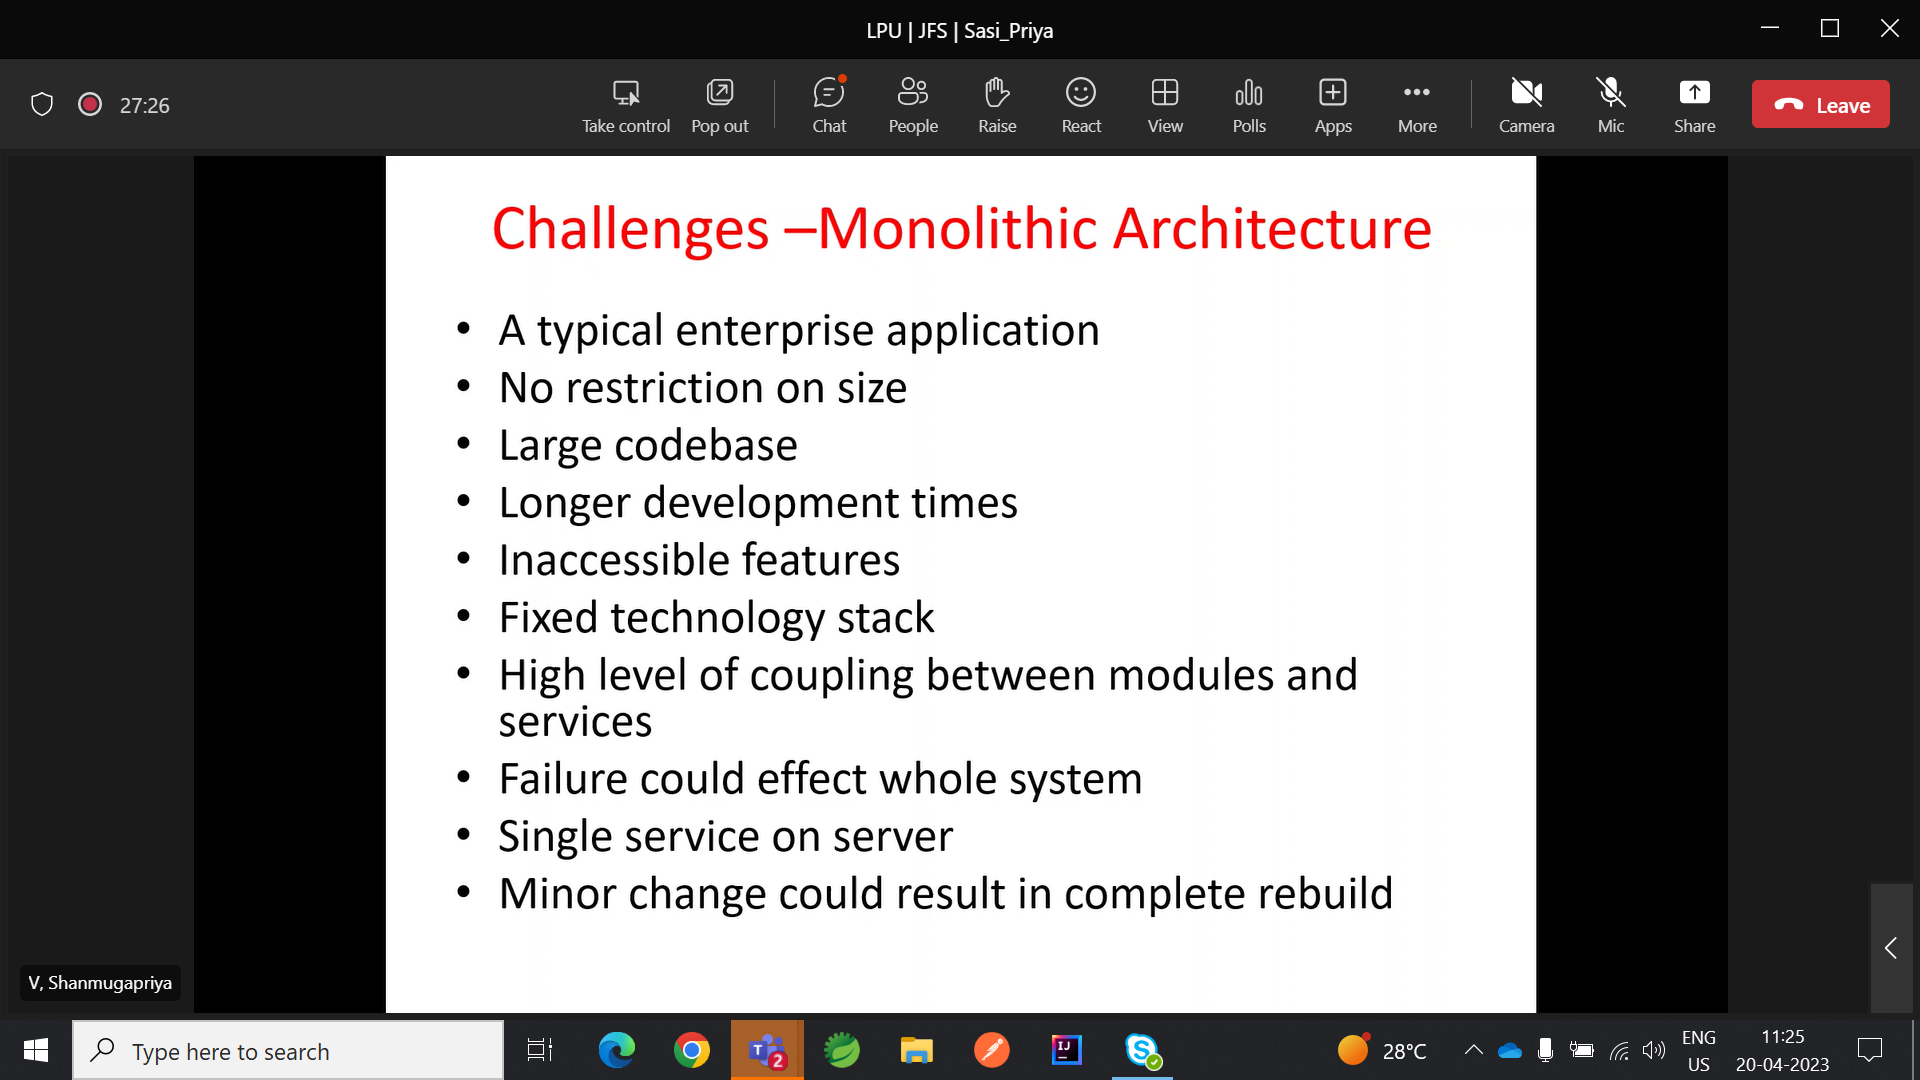 LPU | JFS | Sasi_Priya
27:26
Take control
Pop out
Chat
People
Raise
React
View
Polls
Apps
More
Camera
Mic
Share
Leave
Challenges –Monolithic Architecture
• A typical enterprise application
• No restriction on size
• Large codebase
• Longer development times
• Inaccessible features
• Fixed technology stack
• High level of coupling between modules and
services
• Failure could effect whole system
• Single service on server
• Minor change could result in complete rebuild
V, Shanmugapriya
Type here to search
T
2
IJ
S
28°C
ENG
US
11:25
20-04-2023